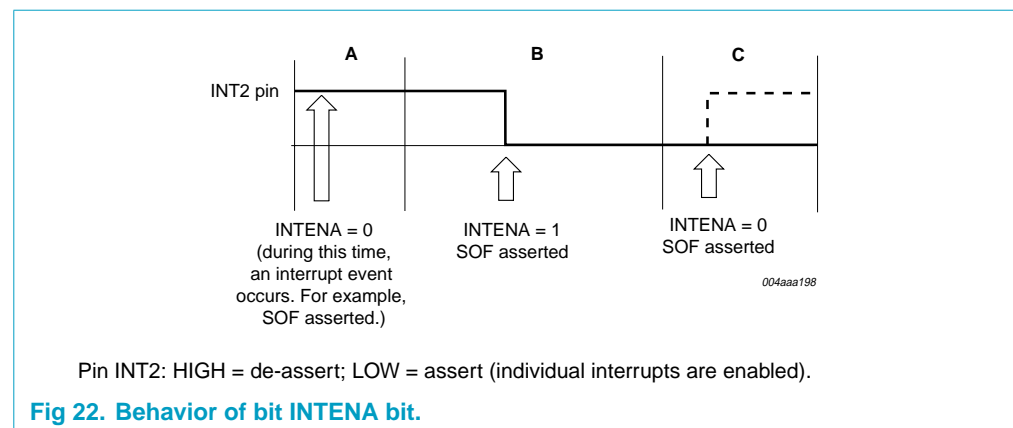 A
B
C
INT2 pin
INTENA = 0
(during this time,
an interrupt event
occurs. For example,
SOF asserted.)
INTENA = 1
SOF asserted
INTENA = 0
SOF asserted
004aaa198
Pin INT2: HIGH = de-assert; LOW = assert (individual interrupts are enabled).
Fig 22. Behavior of bit INTENA bit.